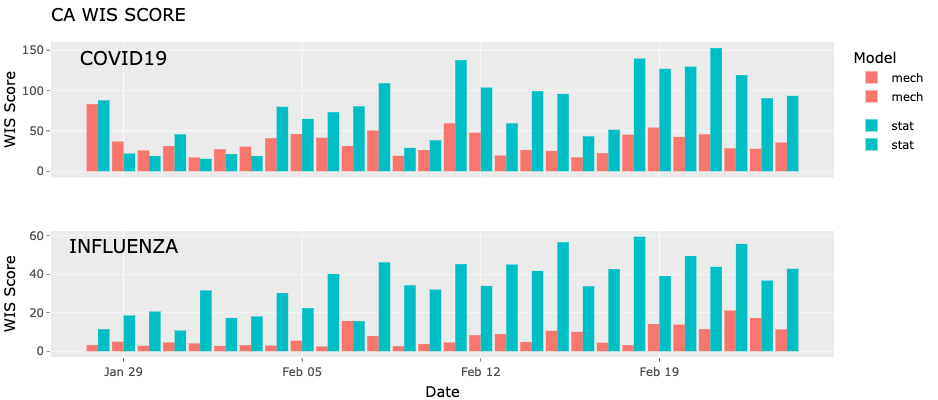 CA WIS SCORE
COVID19
WIS Score
150
100
50
0
Model
mech
mech
stat
stat
INFLUENZA
WIS Score
60
40
20
0
Jan 29 Feb 05 Feb 12 Feb 19
Date